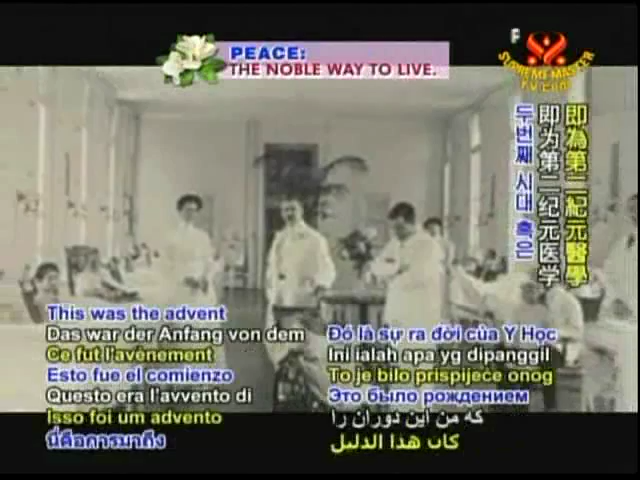 PEACE:
THE NOBLE WAY TO LIVE.
F
SUPREME MASTER
TV.com
即為第二紀元醫學
即为第二纪元医学
두번째 시대 혹은
This was the advent
Das war der Anfang von dem
Ce fut l'avènement
Esto fue el comienzo
Questo era l'avvento di
Isso foi um advento
นี่คือการมาถึง
Đó là sự ra đời của Y Học
Ini ialah apa yg dipanggil
To je bilo prispijeće onog
Это было рождением
که من این دوران را
كان هذا الدليل